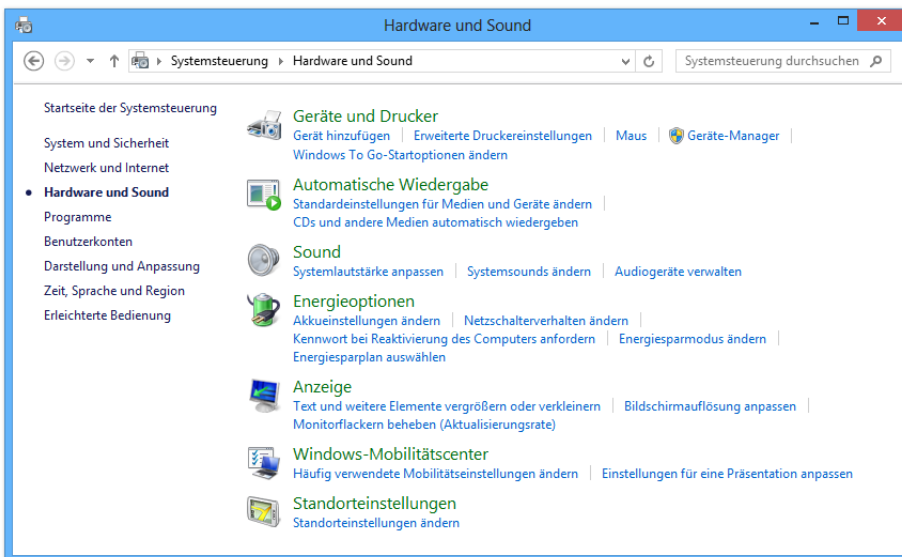 Hardware und Sound
Systemsteuerung Hardware und Sound Systemsteuerung durchsuchen
Startseite der Systemsteuerung
System und Sicherheit
Netzwerk und Internet
Hardware und Sound
Programme
Benutzerkonten
Darstellung und Anpassung
Zeit, Sprache und Region
Erleichterte Bedienung
Geräte und Drucker
Gerät hinzufügen | Erweiterte Druckereinstellungen | Maus | Geräte-Manager |
Windows To Go-Startoptionen ändern
Automatische Wiedergabe
Standardeinstellungen für Medien und Geräte ändern |
CDs und andere Medien automatisch wiedergeben
Sound
Systemlautstärke anpassen | Systemsounds ändern | Audiogeräte verwalten
Energieoptionen
Akkueinstellungen ändern | Netzschalterverhalten ändern |
Kennwort bei Reaktivierung des Computers anfordern | Energiesparmodus ändern |
Energiesparplan auswählen
Anzeige
Text und weitere Elemente vergrößern oder verkleinern | Bildschirmauflösung anpassen |
Monitorflackern beheben (Aktualisierungsrate)
Windows-Mobilitätscenter
Häufig verwendete Mobilitätseinstellungen ändern | Einstellungen für eine Präsentation anpassen
Standorteinstellungen
Standorteinstellungen ändern